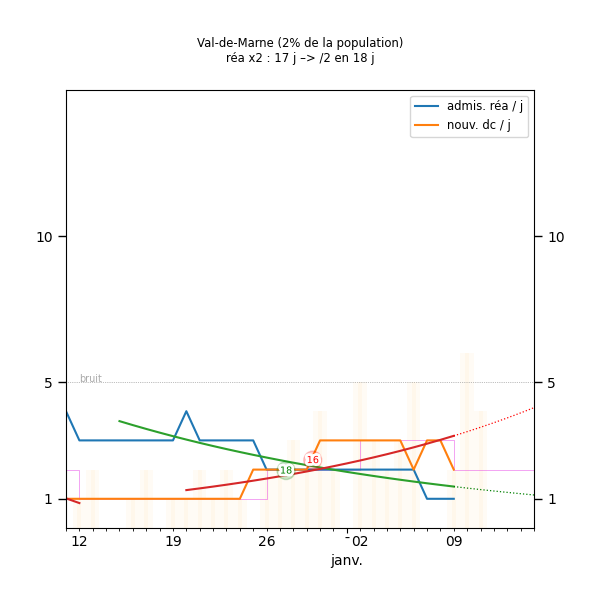 Val-de-Marne (2% de la population)
réa x2 : 17 j –> /2 en 18 j
admis. réa / j
nouv. dc / j
10
10
bruit
5
5
16
18
1
1
12
19
26
02
09
janv.